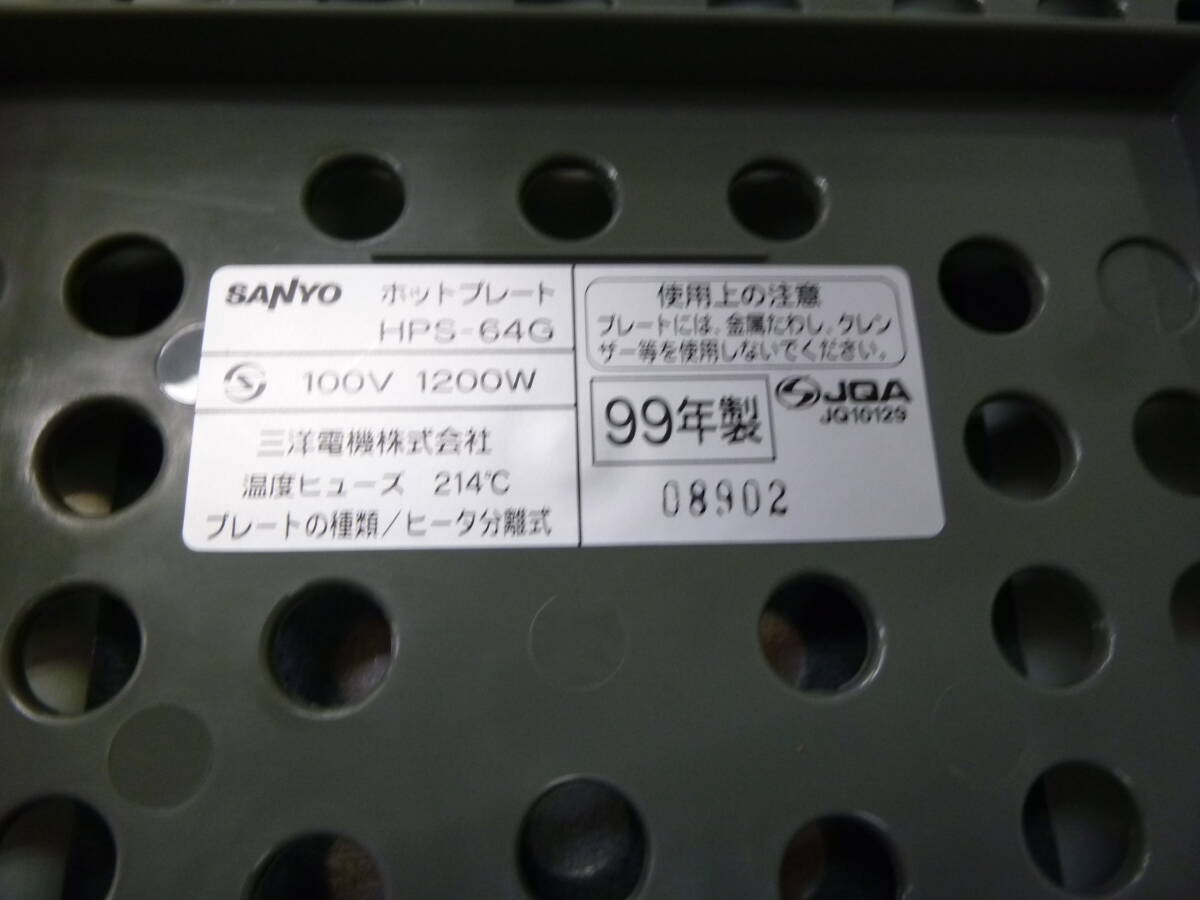 SANYO ホットプレート
HPS-64G
100V 1200W
三洋電機株式会社
温度ヒューズ 214℃
プレートの種類/ヒータ分離式
使用上の注意
プレートには、金属たわし、クレン
ザー等を使用しないでください。
99年製
JQA
JQ10129
08902